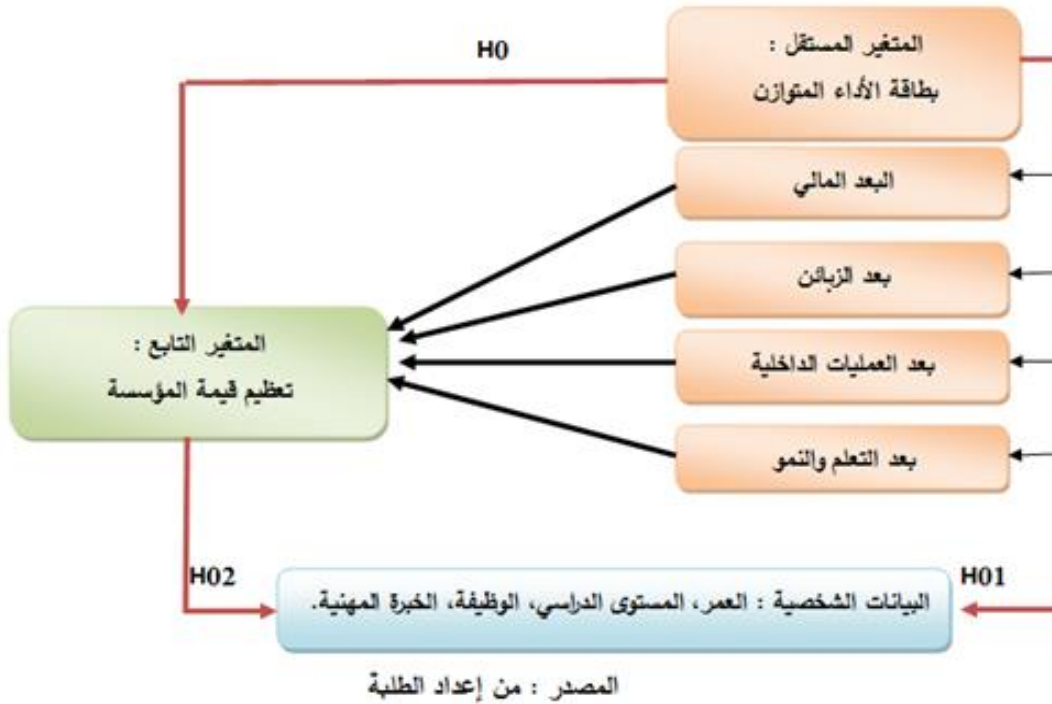 المتغير المستقل :
بطاقة الأداء المتوازن
H0
البعد المالي
بعد الزبائن
بعد العمليات الداخلية
بعد التعلم والنمو
المتغير التابع :
تعظيم قيمة المؤسسة
H01
H02
البيانات الشخصية : العمر، المستوى الدراسي، الوظيفة، الخبرة المهنية.
المصدر : من إعداد الطلبة